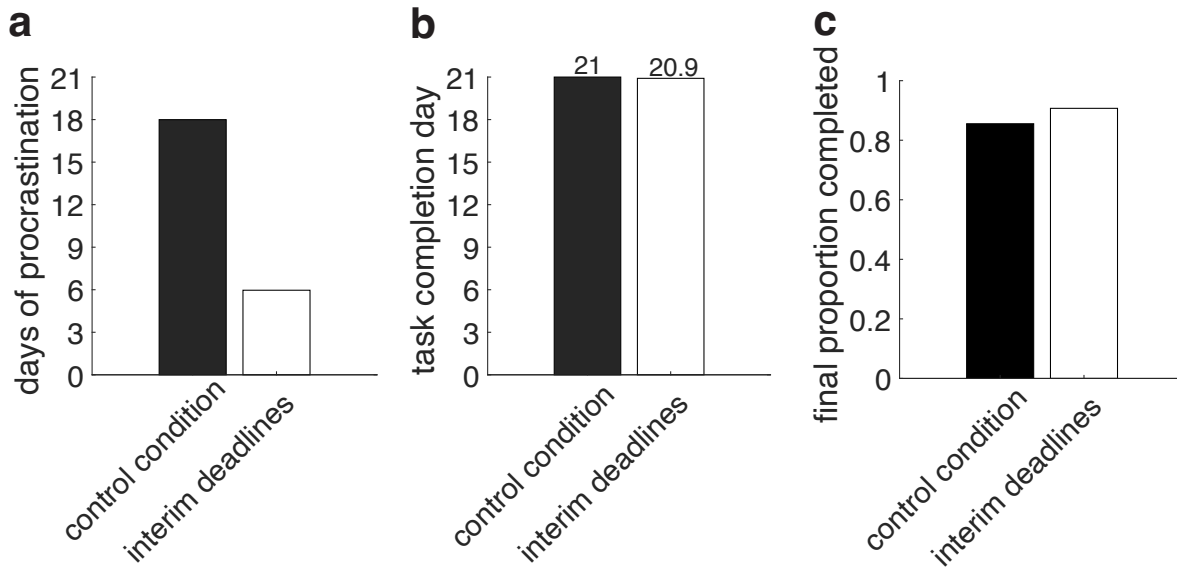 a
days of procrastination
21
18
15
12
9
6
3
0
control condition
interim deadlines
b
task completion day
21
18
15
12
9
6
3
0
21
20.9
control condition
interim deadlines
c
final proportion completed
1
0.8
0.6
0.4
0.2
0
control condition
interim deadlines